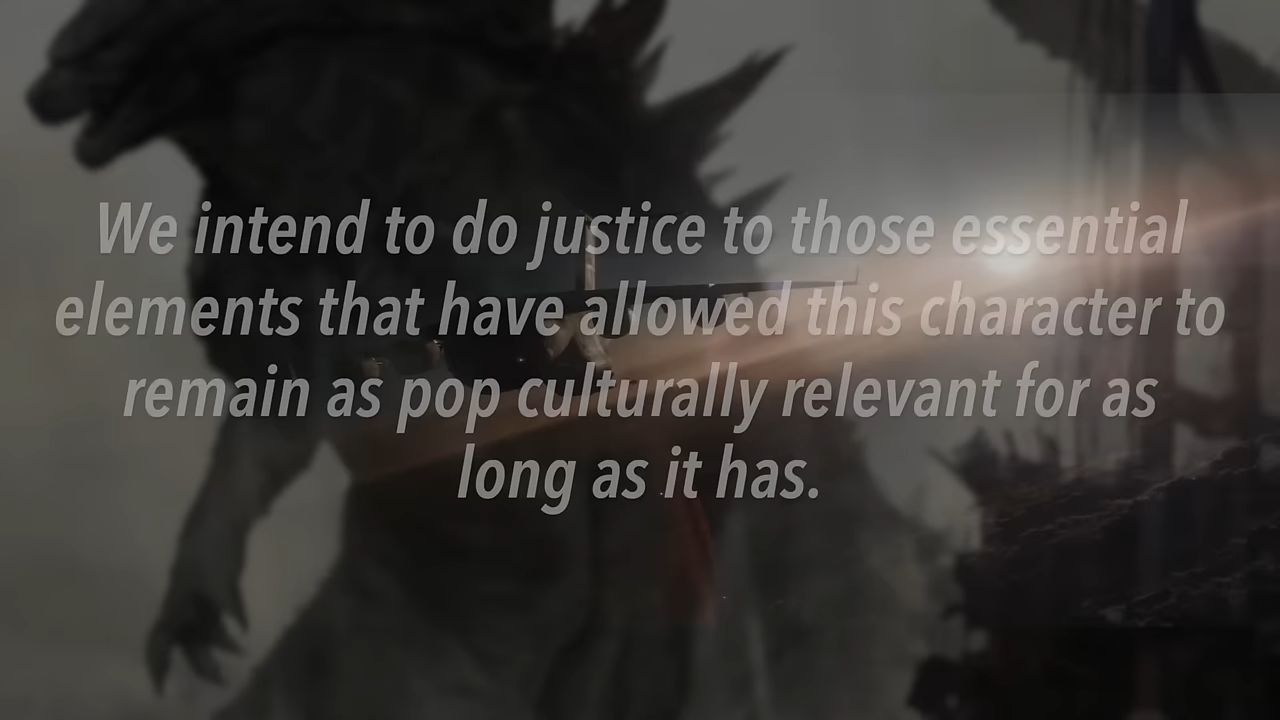 We intend to do justice to those essential
elements that have allowed this character to
remain as pop culturally relevant for as
long as it has.